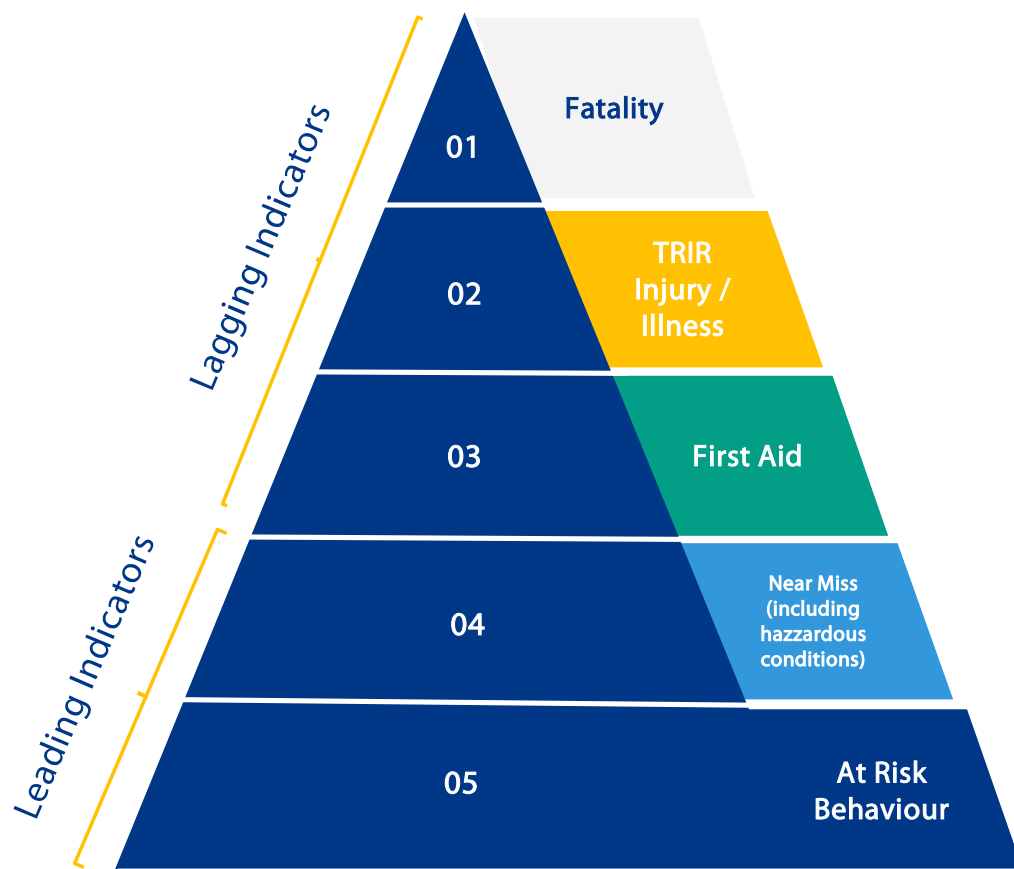 Lagging Indicators
01
Fatality
02
TRIR
Injury /
Illness
03
First Aid
Leading Indicators
04
Near Miss
(including
hazzardous
conditions)
05
At Risk
Behaviour